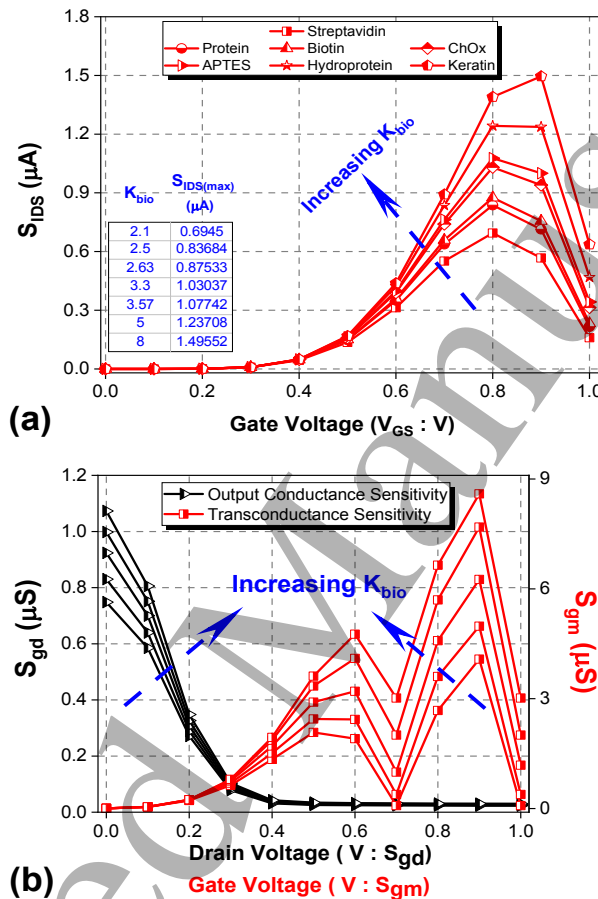 Streptavidin
Protein Biotin ChOx
APTES Hydroprotein Keratin
1.8
1.5
1.2
0.9
0.6
0.3
0.0
S_IDS (μA)
Increasing K_bio
K_bio S_IDS(max) (μA)
2.1 0.6945
2.5 0.83684
2.63 0.87533
3.3 1.03037
3.57 1.07742
5 1.23708
8 1.49552
0.0 0.2 0.4 0.6 0.8 1.0
Gate Voltage (V_GS : V)
(a)
1.2
1.0
0.8
0.6
0.4
0.2
0.0
S_gd (μS)
Output Conductance Sensitivity
Transconductance Sensitivity
Increasing K_bio
9
6
3
0
S_gm (μS)
0.0 0.2 0.4 0.6 0.8 1.0
Drain Voltage ( V : S_gd)
Gate Voltage ( V : S_gm)
(b)